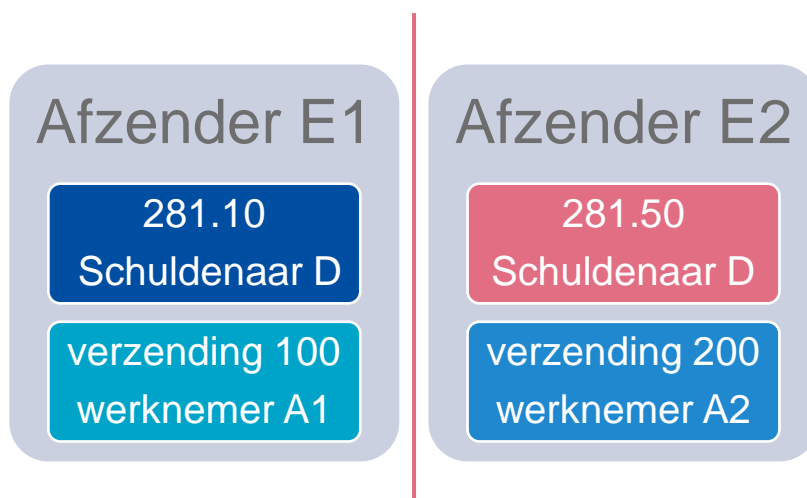 Afzender E1
281.10
Schuldenaar D
verzending 100
werknemer A1
Afzender E2
281.50
Schuldenaar D
verzending 200
werknemer A2